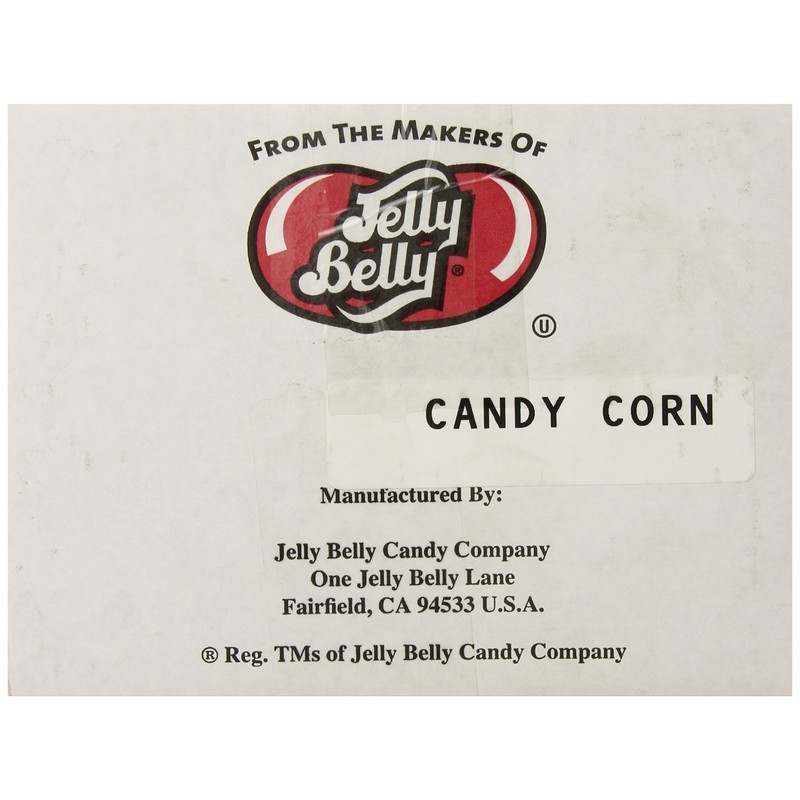 FROM THE MAKERS OF
Jelly
Belly®
U
CANDY CORN
Manufactured By:
Jelly Belly Candy Company
One Jelly Belly Lane
Fairfield, CA 94533 U.S.A.
® Reg. TMs of Jelly Belly Candy Company